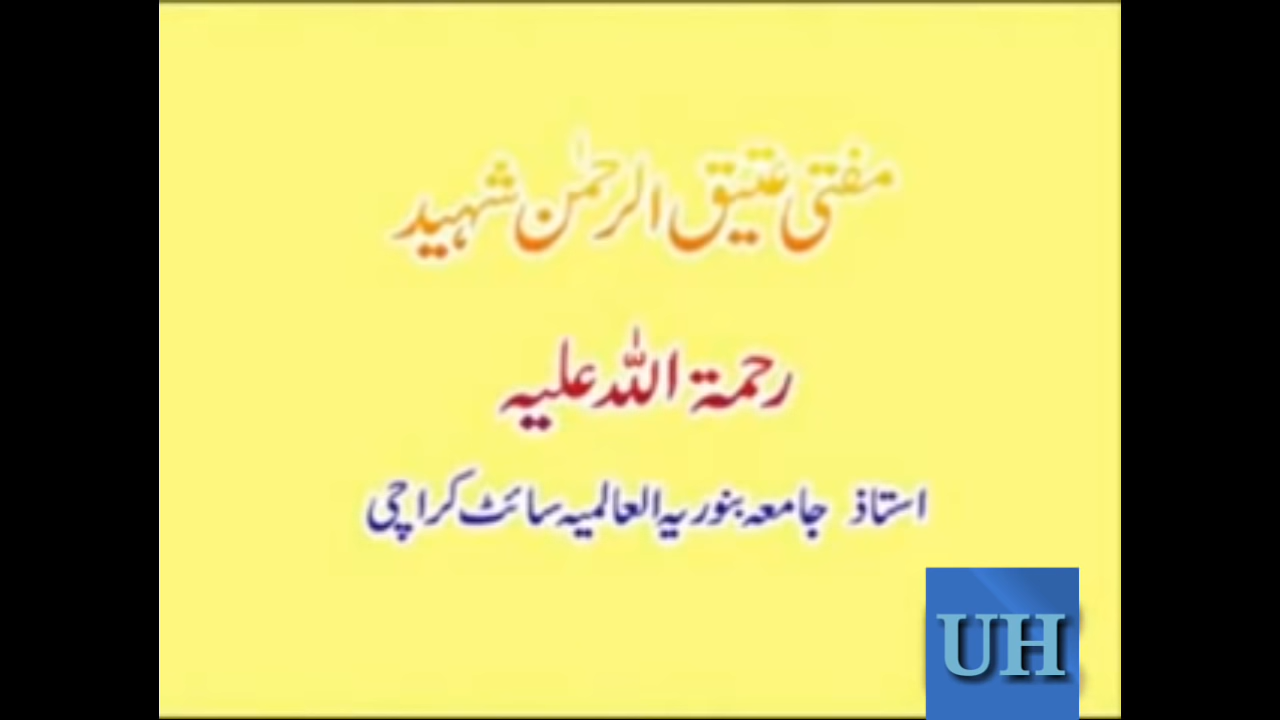 مفتی عتیق الرحمٰن شہید
رحمۃ اللہ علیہ
استاذ جامعہ بنوریہ العالمیہ سائٹ کراچی
UH